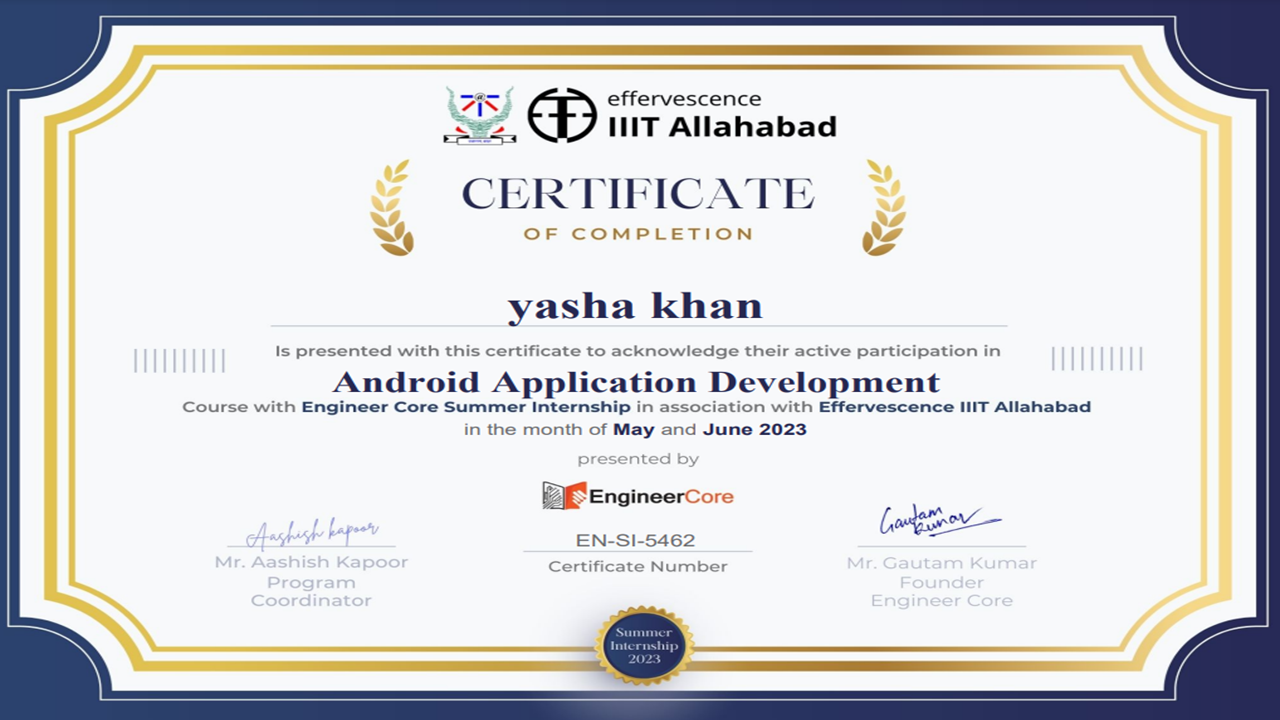 effervescence
IIIT Allahabad
CERTIFICATE
OF COMPLETION
yasha khan
Is presented with this certificate to acknowledge their active participation in
Android Application Development
Course with Engineer Core Summer Internship in association with Effervescence IIIT Allahabad
in the month of May and June 2023
presented by
EngineerCore
Aashish kapoor
Mr. Aashish Kapoor
Program
Coordinator
EN-SI-5462
Certificate Number
Gautam
Kumar
Mr. Gautam Kumar
Founder
Engineer Core
Summer
Internship
2023